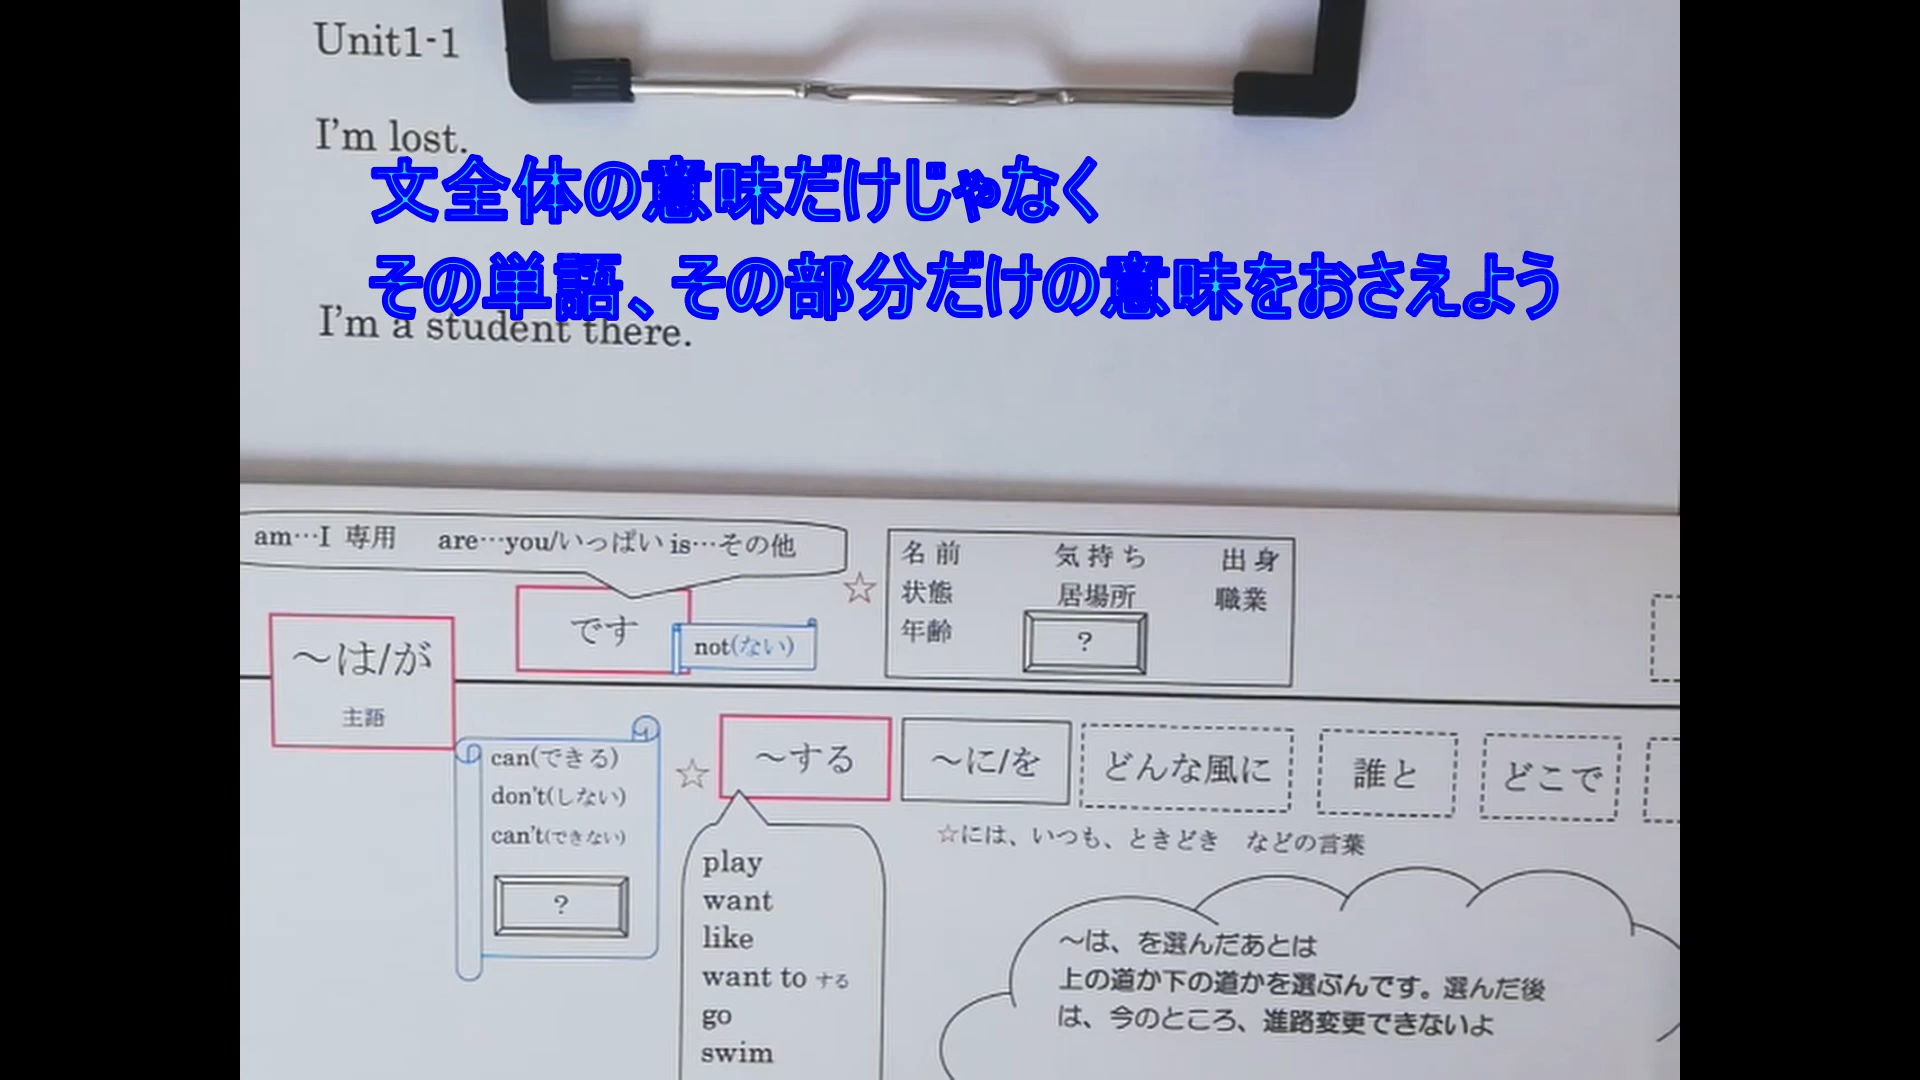 Unit1-1
I'm lost.
文全体の意味だけじゃなく
その単語、その部分だけの意味をおさえよう
I'm a student there.
am…I 専用 are…you/いっぱい is…その他
☆
名前 気持ち 出身
状態 居場所 職業
年齢 ?
です
not(ない)
～は/が
主語
can(できる)
don't(しない)
can't(できない)
?
☆
～する
～に/を
どんな風に
誰と
どこで
☆には、いつも、ときどき などの言葉
play
want
like
want to する
go
swim
～は、を選んだあとは
上の道か下の道かを選ぶんです。選んだ後
は、今のところ、進路変更できないよ